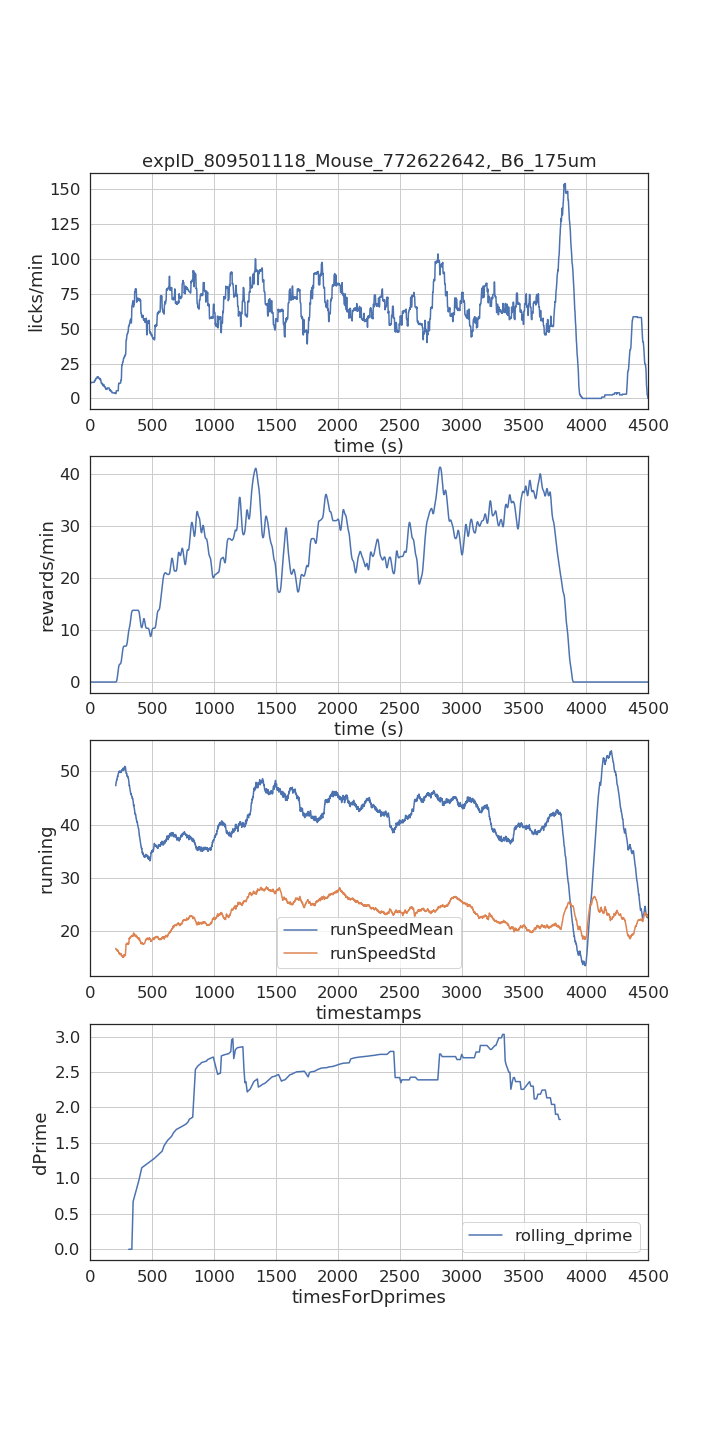 expID_809501118_Mouse_772622642,_B6_175um
150
125
100
75
50
25
0
licks/min
0 500 1000 1500 2000 2500 3000 3500 4000 4500
time (s)
40
30
20
10
0
rewards/min
0 500 1000 1500 2000 2500 3000 3500 4000 4500
time (s)
50
40
30
20
running
runSpeedMean
runSpeedStd
0 500 1000 1500 2000 2500 3000 3500 4000 4500
timestamps
3.0
2.5
2.0
1.5
1.0
0.5
0.0
dPrime
rolling_dprime
0 500 1000 1500 2000 2500 3000 3500 4000 4500
timesForDprimes